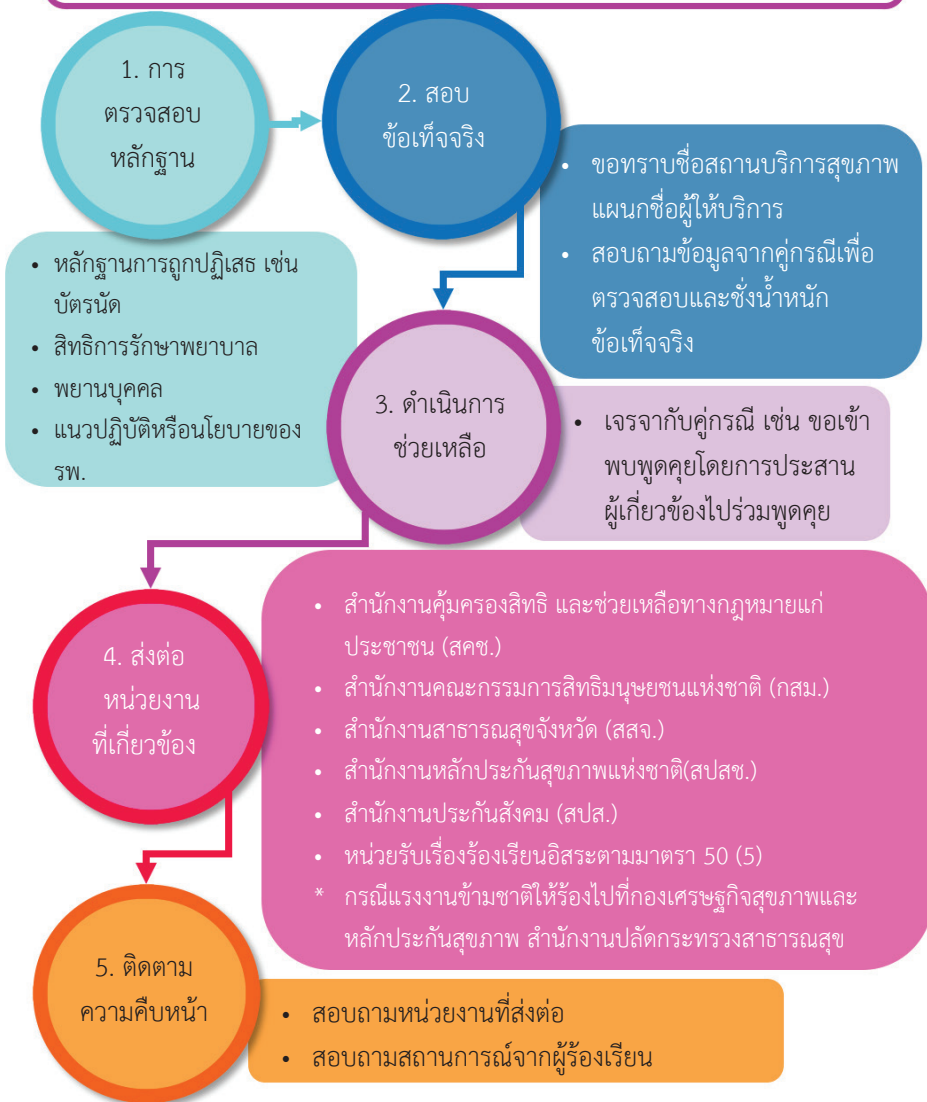 1. การ
ตรวจสอบ
หลักฐาน
• หลักฐานการถูกปฏิเสธ เช่น
บัตรนัด
• สิทธิการรักษาพยาบาล
• พยานบุคคล
• แนวปฏิบัติหรือนโยบายของ
รพ.
2. สอบ
ข้อเท็จจริง
• ขอทราบชื่อสถานบริการสุขภาพ
แผนกชื่อผู้ให้บริการ
• สอบถามข้อมูลจากคู่กรณีเพื่อ
ตรวจสอบและชั่งน้ำหนัก
ข้อเท็จจริง
3. ดำเนินการ
ช่วยเหลือ
• เจรจากับคู่กรณี เช่น ขอเข้า
พบพูดคุยโดยการประสาน
ผู้เกี่ยวข้องไปร่วมพูดคุย
4. ส่งต่อ
หน่วยงาน
ที่เกี่ยวข้อง
• สำนักงานคุ้มครองสิทธิ และช่วยเหลือทางกฎหมายแก่
ประชาชน (สคช.)
• สำนักงานคณะกรรมการสิทธิมนุษยชนแห่งชาติ (กสม.)
• สำนักงานสาธารณสุขจังหวัด (สสจ.)
• สำนักงานหลักประกันสุขภาพแห่งชาติ(สปสช.)
• สำนักงานประกันสังคม (สปส.)
• หน่วยรับเรื่องร้องเรียนอิสระตามมาตรา 50 (5)
* กรณีแรงงานข้ามชาติให้ร้องไปที่กองเศรษฐกิจสุขภาพและ
หลักประกันสุขภาพ สำนักงานปลัดกระทรวงสาธารณสุข
5. ติดตาม
ความคืบหน้า
• สอบถามหน่วยงานที่ส่งต่อ
• สอบถามสถานการณ์จากผู้ร้องเรียน